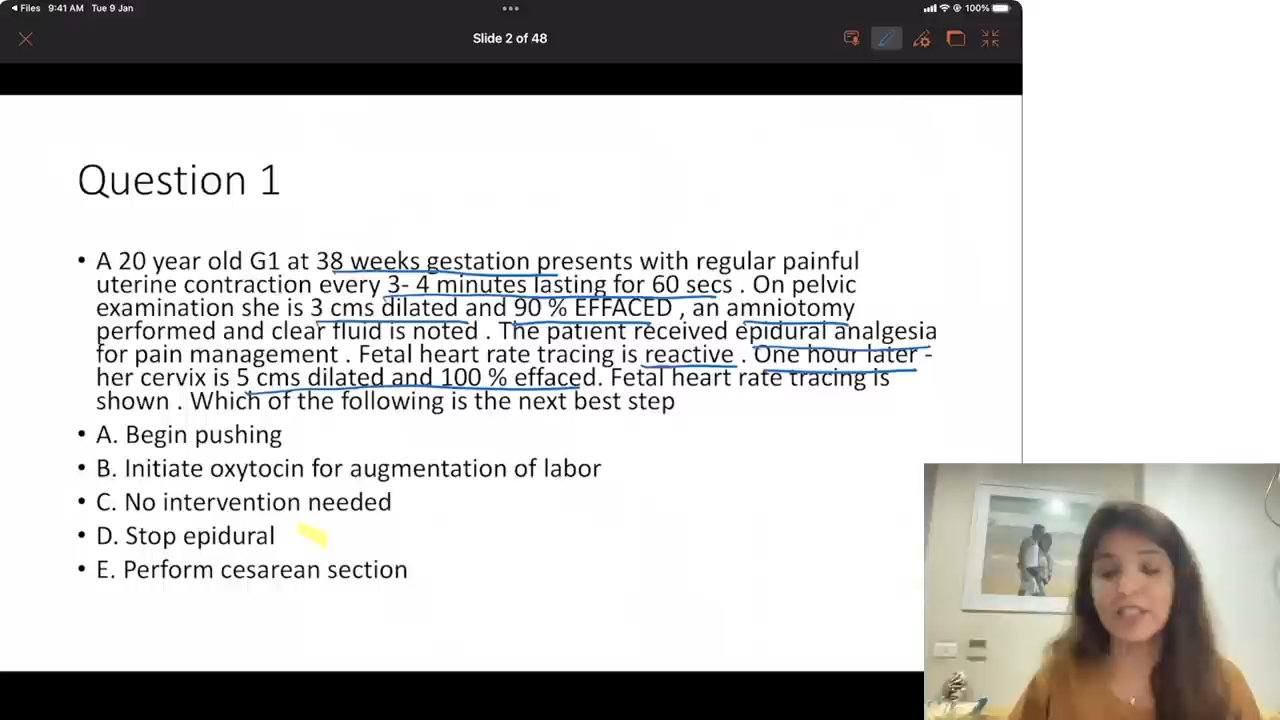 Files 9:41 AM Tue 9 Jan
100%
Slide 2 of 48
Question 1
• A 20 year old G1 at 38 weeks gestation presents with regular painful
uterine contraction every 3- 4 minutes lasting for 60 secs . On pelvic
examination she is 3 cms dilated and 90 % EFFACED , an amniotomy
performed and clear fluid is noted . The patient received epidural analgesia
for pain management . Fetal heart rate tracing is reactive . One hour later -
her cervix is 5 cms dilated and 100 % effaced. Fetal heart rate tracing is
shown . Which of the following is the next best step
• A. Begin pushing
• B. Initiate oxytocin for augmentation of labor
• C. No intervention needed
• D. Stop epidural
• E. Perform cesarean section